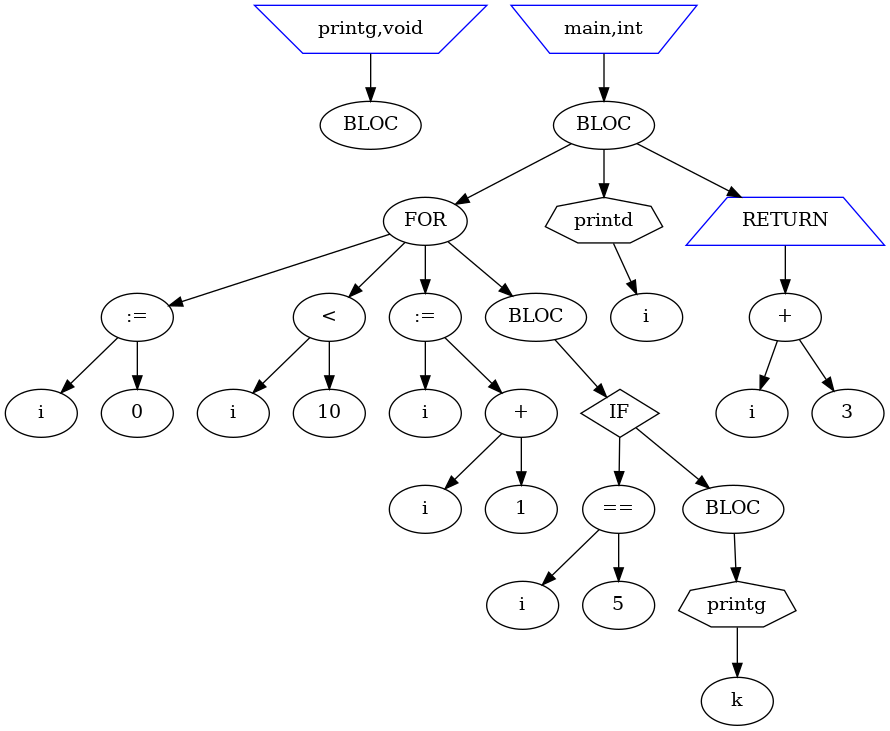 printg,void
main,int
BLOC
BLOC
FOR
printd
RETURN
:=
<
:=
BLOC
i
+
i
0
i
10
i
+
IF
i
3
i
1
==
BLOC
i
5
printg
k